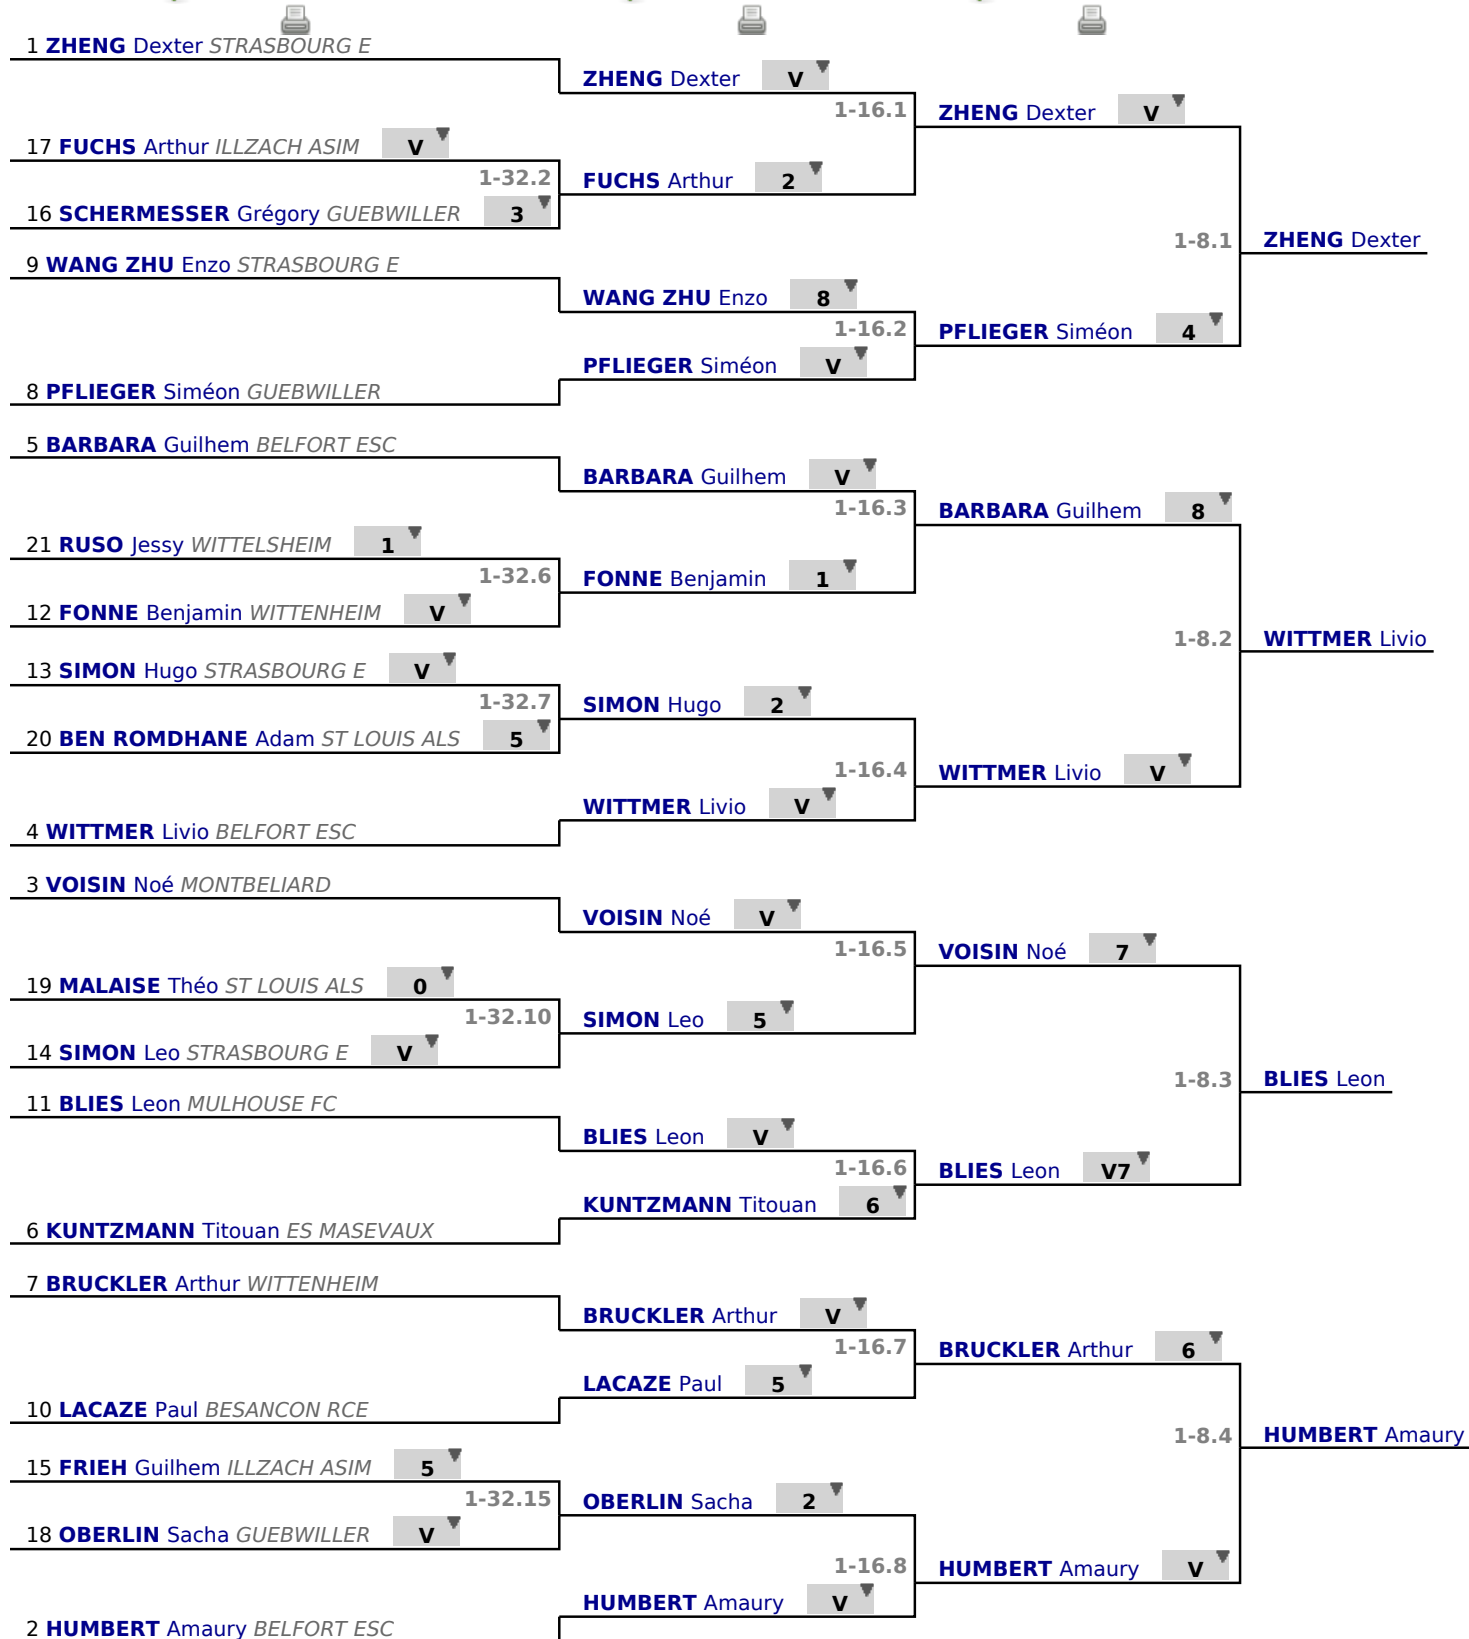 1 ZHENG Dexter STRASBOURG E
ZHENG Dexter V
1-16.1
ZHENG Dexter V
17 FUCHS Arthur ILLZACH ASIM V
1-32.2
FUCHS Arthur 2
16 SCHERMESSER Grégory GUEBWILLER 3
1-8.1
ZHENG Dexter
9 WANG ZHU Enzo STRASBOURG E
WANG ZHU Enzo 8
1-16.2
PFLIEGER Siméon 4
PFLIEGER Siméon V
8 PFLIEGER Siméon GUEBWILLER
5 BARBARA Guilhem BELFORT ESC
BARBARA Guilhem V
1-16.3
BARBARA Guilhem 8
21 RUSO Jessy WITTELSHEIM 1
1-32.6
FONNE Benjamin 1
12 FONNE Benjamin WITTENHEIM V
1-8.2
WITTMER Livio
13 SIMON Hugo STRASBOURG E V
1-32.7
SIMON Hugo 2
20 BEN ROMDHANE Adam ST LOUIS ALS 5
1-16.4
WITTMER Livio V
WITTMER Livio V
4 WITTMER Livio BELFORT ESC
3 VOISIN Noé MONTBELIARD
VOISIN Noé V
1-16.5
VOISIN Noé 7
19 MALAISE Théo ST LOUIS ALS 0
1-32.10
SIMON Leo 5
14 SIMON Leo STRASBOURG E V
1-8.3
BLIES Leon
11 BLIES Leon MULHOUSE FC
BLIES Leon V
1-16.6
BLIES Leon V7
KUNTZMANN Titouan 6
6 KUNTZMANN Titouan ES MASEVAUX
7 BRUCKLER Arthur WITTENHEIM
BRUCKLER Arthur V
1-16.7
BRUCKLER Arthur 6
LACAZE Paul 5
10 LACAZE Paul BESANCON RCE
1-8.4
HUMBERT Amaury
15 FRIEH Guilhem ILLZACH ASIM 5
1-32.15
OBERLIN Sacha 2
18 OBERLIN Sacha GUEBWILLER V
1-16.8
HUMBERT Amaury V
HUMBERT Amaury V
2 HUMBERT Amaury BELFORT ESC